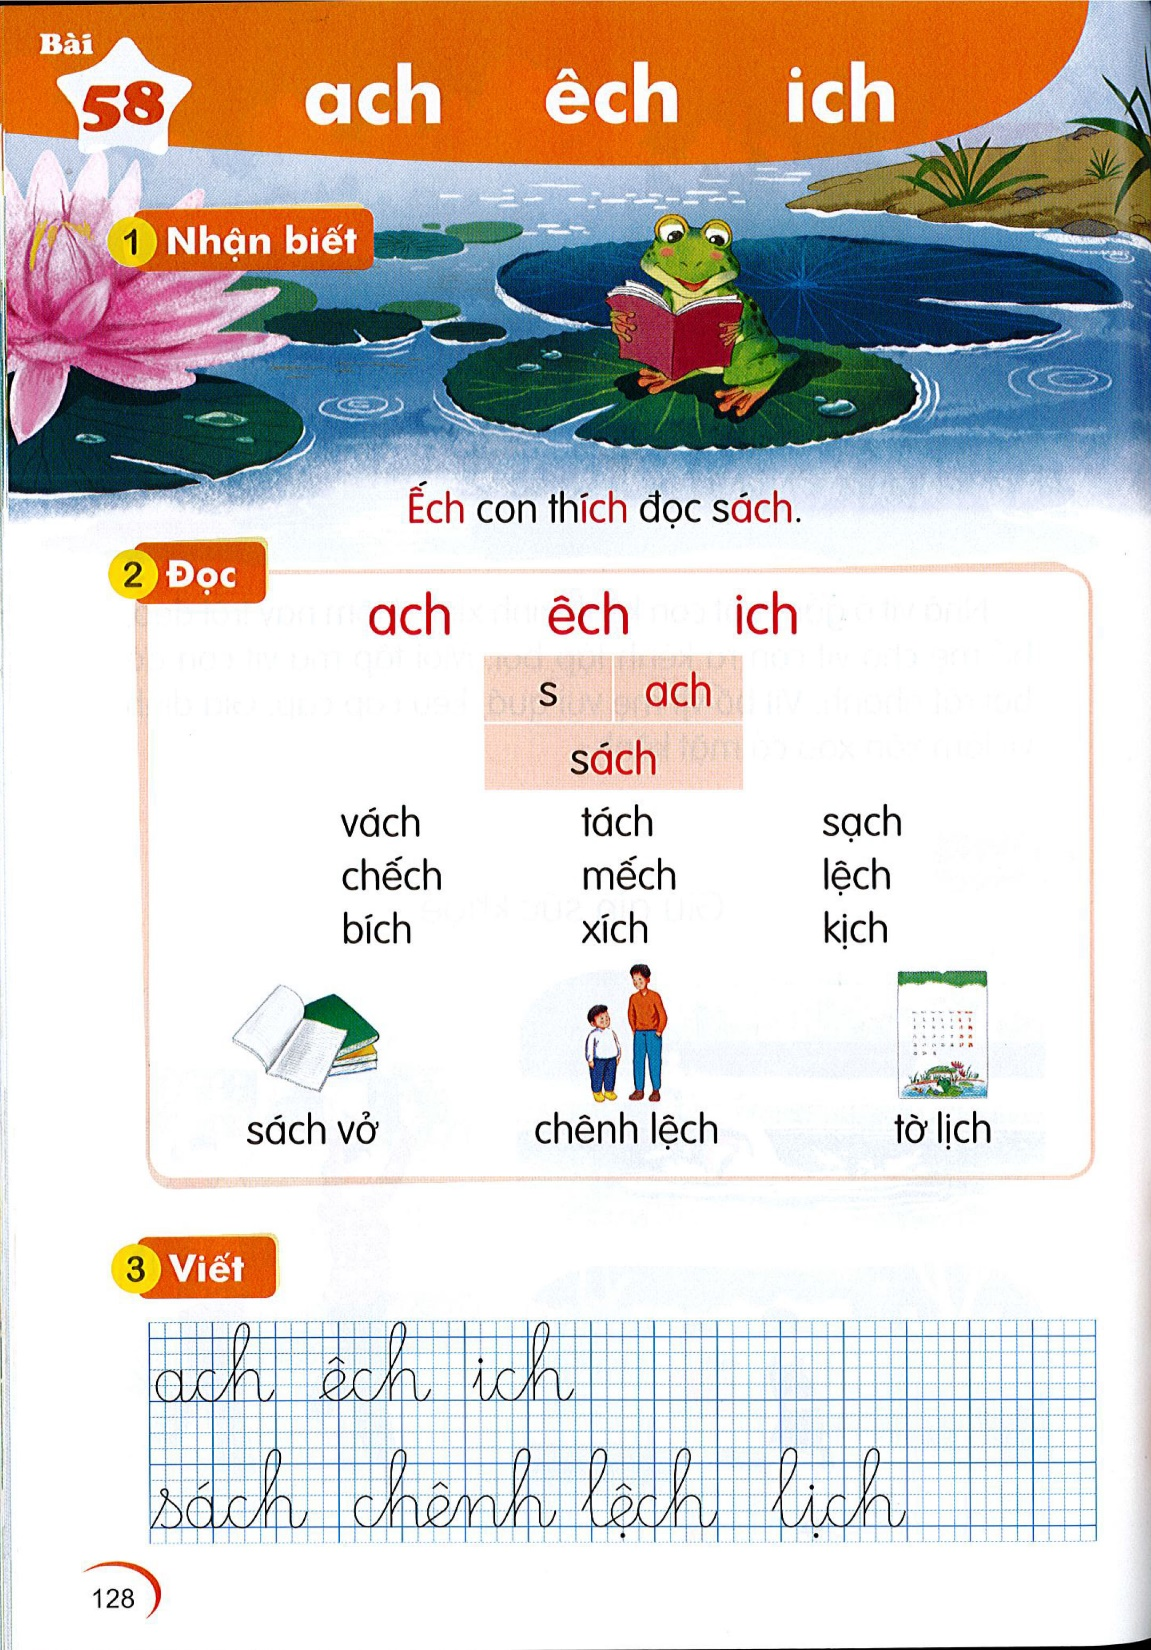 Bài
58
ach êch ich
1 Nhận biết
Ếch con thích đọc sách.
2 Đọc
ach êch ich
s ach
sách
vách tách sạch
chếch mếch lệch
bích xích kịch
sách vở chênh lệch tờ lịch
3 Viết
ach êch ich
sách chênh lệch lịch
128